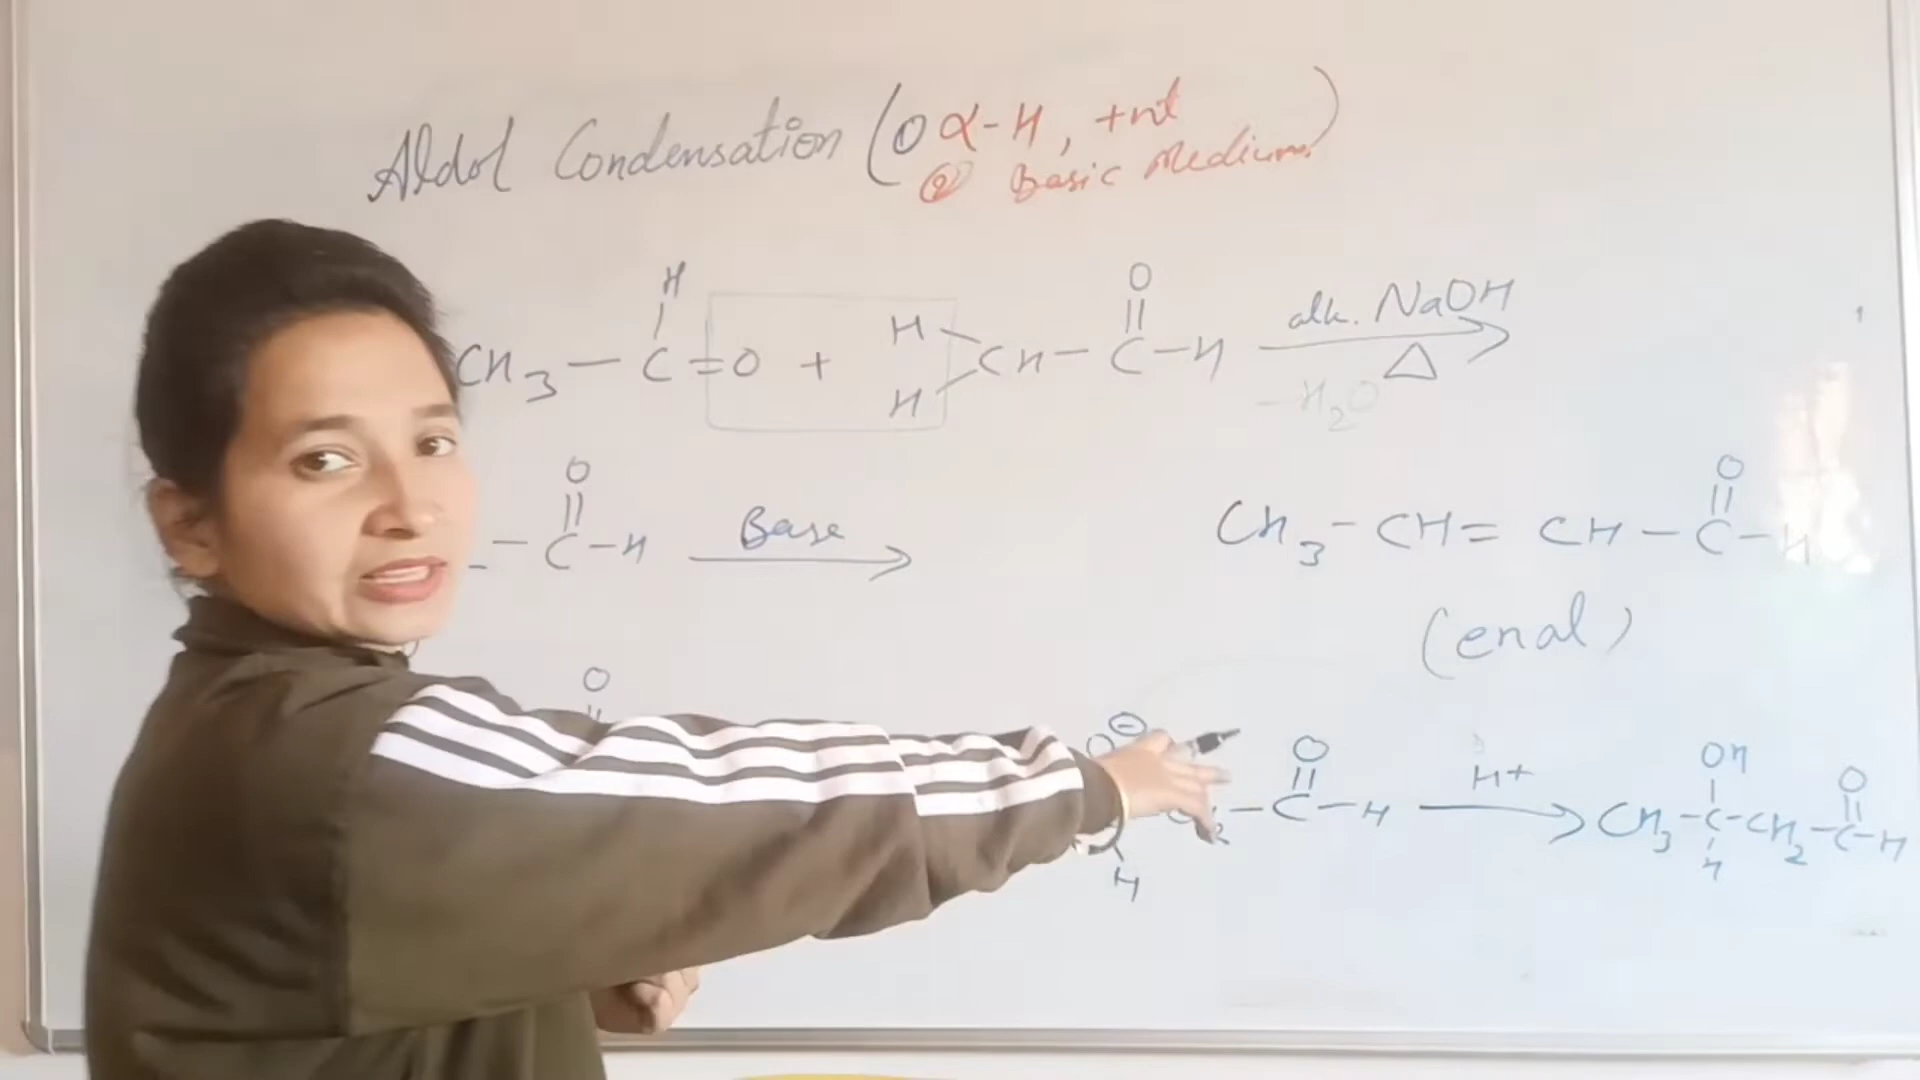 Aldol Condensation (① α-H, +nt
② Basic Medium)
H
O
CH3 — C = O + H H CH — C — H alk. NaOH
Δ
- H2O
O
— C — H Base
O
CH3 - CH = CH — C — H
(enal)
O
O⊖
2 — C — H
O
H
H+
OH
O
CH3 - C - CH2 - C - H
H